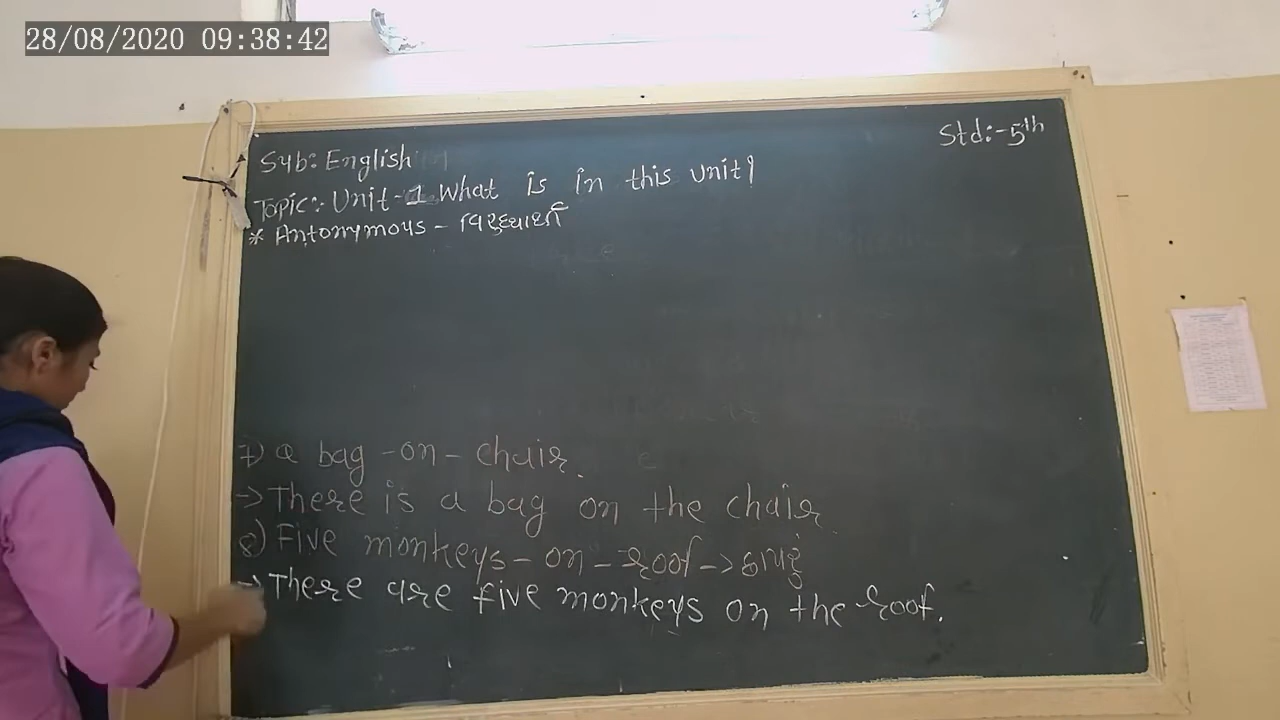 28/08/2020 09:38:42
Std:-5th
Sub: English
Topic:- Unit-1 What is in this unit?
* Antonymous - વિરુધ્ધાર્થી
7) a bag -on- chair.
→ There is a bag on the chair.
8) Five monkeys - on - roof → છાપરું
→ There are five monkeys on the roof.